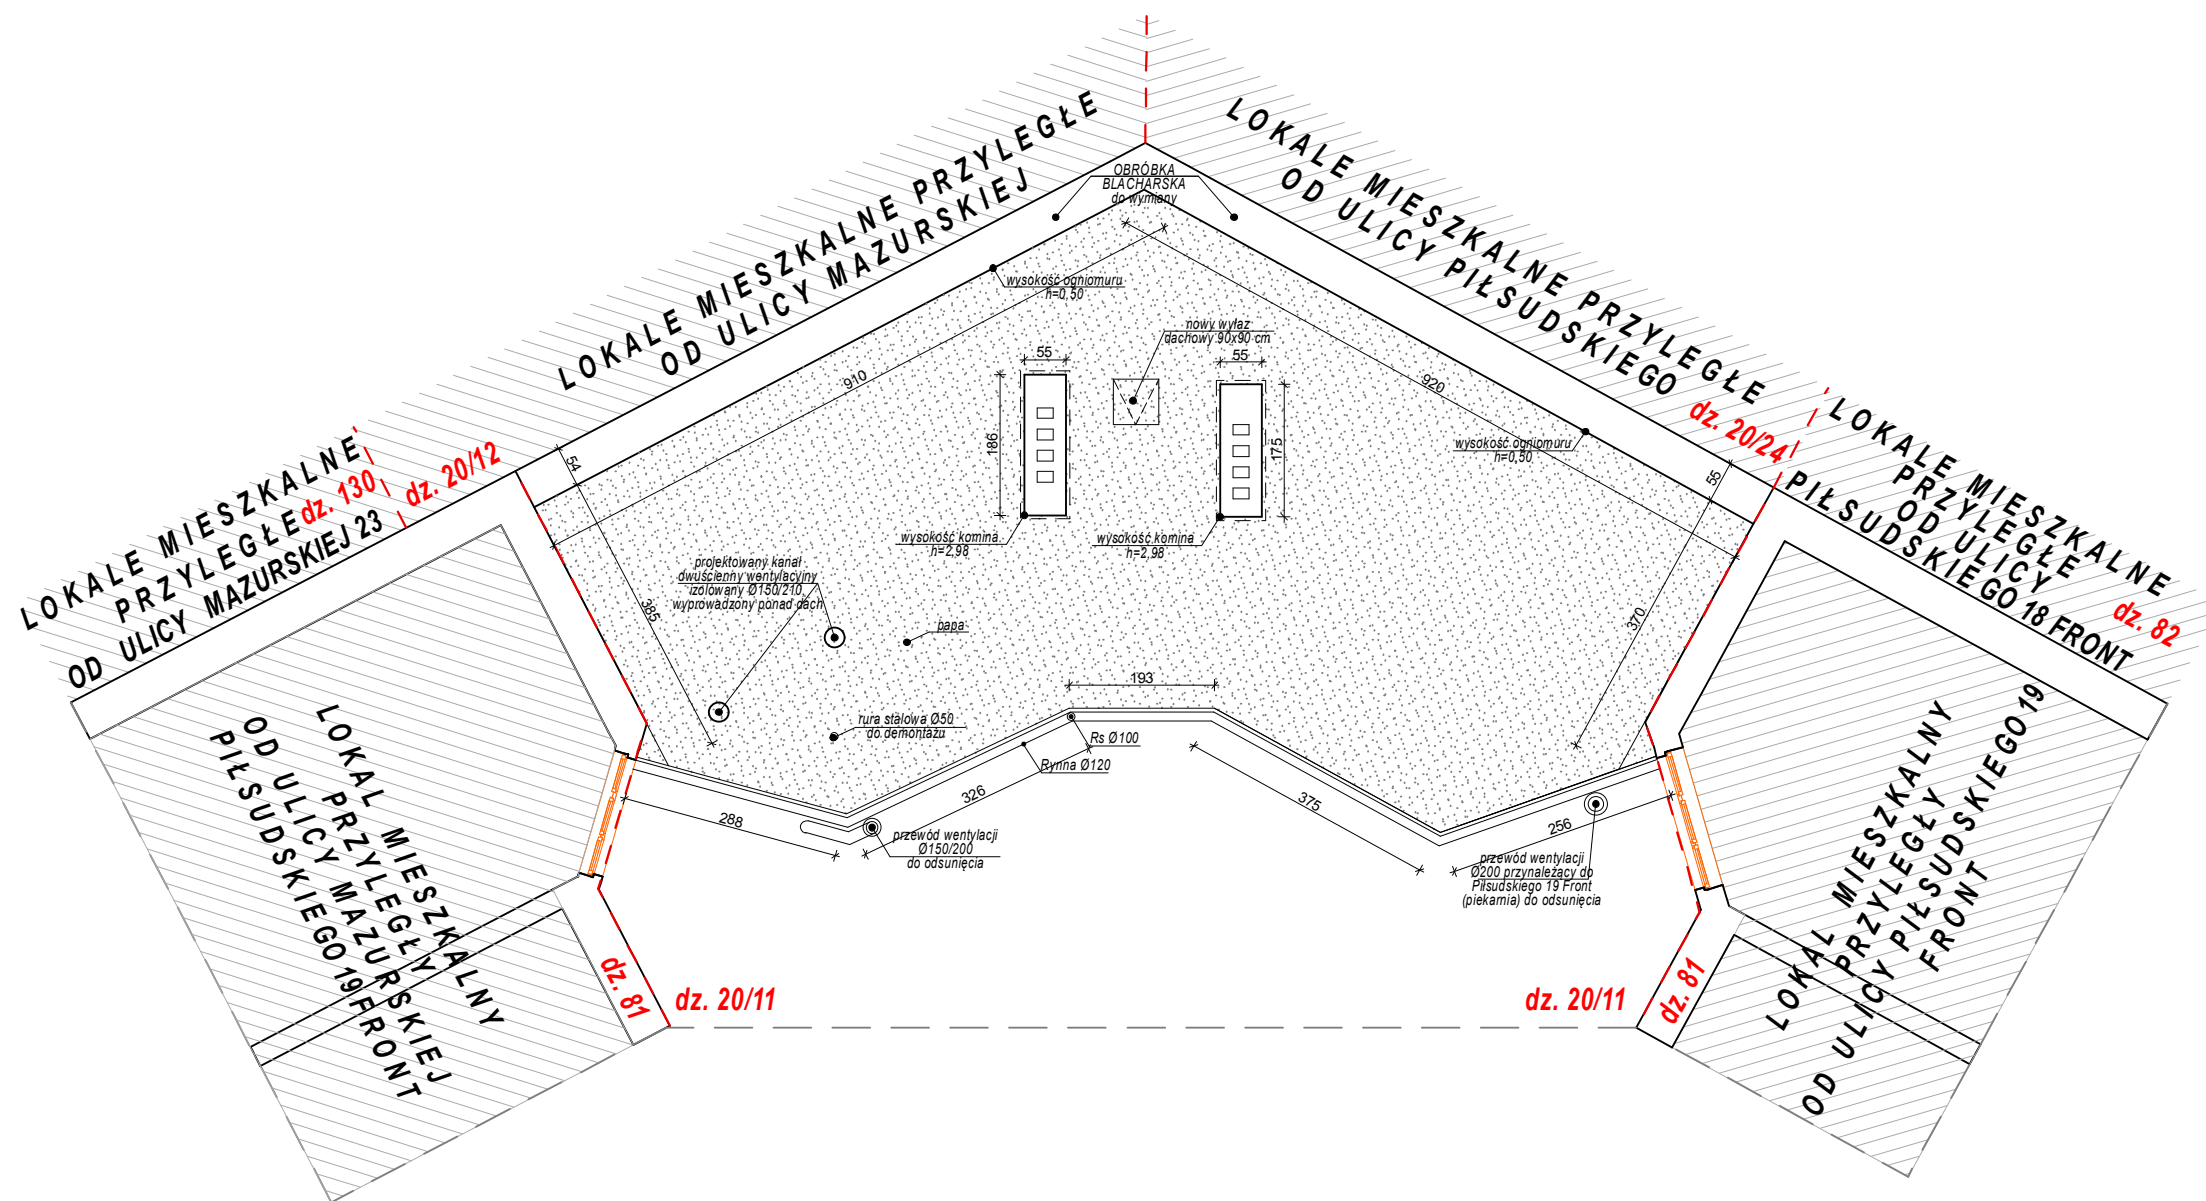 LOKALE MIESZKALNE PRZYLEGŁE
OD ULICY MAZURSKIEJ
LOKALE MIESZKALNE PRZYLEGŁE
OD ULICY PIŁSUDSKIEGO
OBRÓBKA
BLACHARSKA
do wymiany
wysokość ogniomuru
h=0,50
nowy wyłaz
dachowy 90x90 cm
55
55
910
920
186
175
wysokość ogniomuru
h=0,50
dz. 20/24
LOKALE MIESZKALNE
PRZYLEGŁE
OD ULICY
PIŁSUDSKIEGO 18 FRONT
dz. 82
LOKALE MIESZKALNE
PRZYLEGŁE
OD ULICY MAZURSKIEJ 23
dz. 130
dz. 20/12
54
55
wysokość komina
h=2,98
wysokość komina
h=2,98
projektowany kanał
dwuścienny wentylacyjny
izolowany Ø150/210
wyprowadzony ponad dach
385
370
papa
193
rura stalowa Ø50
do demontażu
Rs Ø100
Rynna Ø120
288
326
375
256
przewód wentylacji
Ø150/200
do odsunięcia
przewód wentylacji
Ø200 przynależący do
Piłsudskiego 19 Front
(piekarnia) do odsunięcia
LOKAL MIESZKALNY
PRZYLEGŁY
OD ULICY MAZURSKIEJ
PIŁSUDSKIEGO 19 FRONT
LOKAL MIESZKALNY
PRZYLEGŁY
OD ULICY PIŁSUDSKIEGO 19
FRONT
dz. 81
dz. 20/11
dz. 20/11
dz. 81